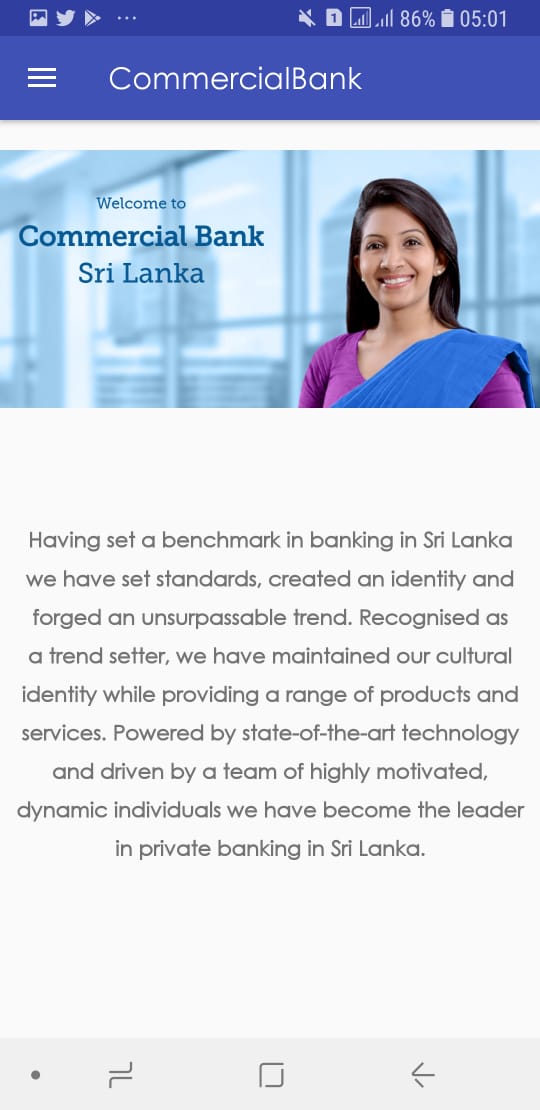 1 86% 05:01
CommercialBank
Welcome to
Commercial Bank
Sri Lanka
Having set a benchmark in banking in Sri Lanka
we have set standards, created an identity and
forged an unsurpassable trend. Recognised as
a trend setter, we have maintained our cultural
identity while providing a range of products and
services. Powered by state-of-the-art technology
and driven by a team of highly motivated,
dynamic individuals we have become the leader
in private banking in Sri Lanka.